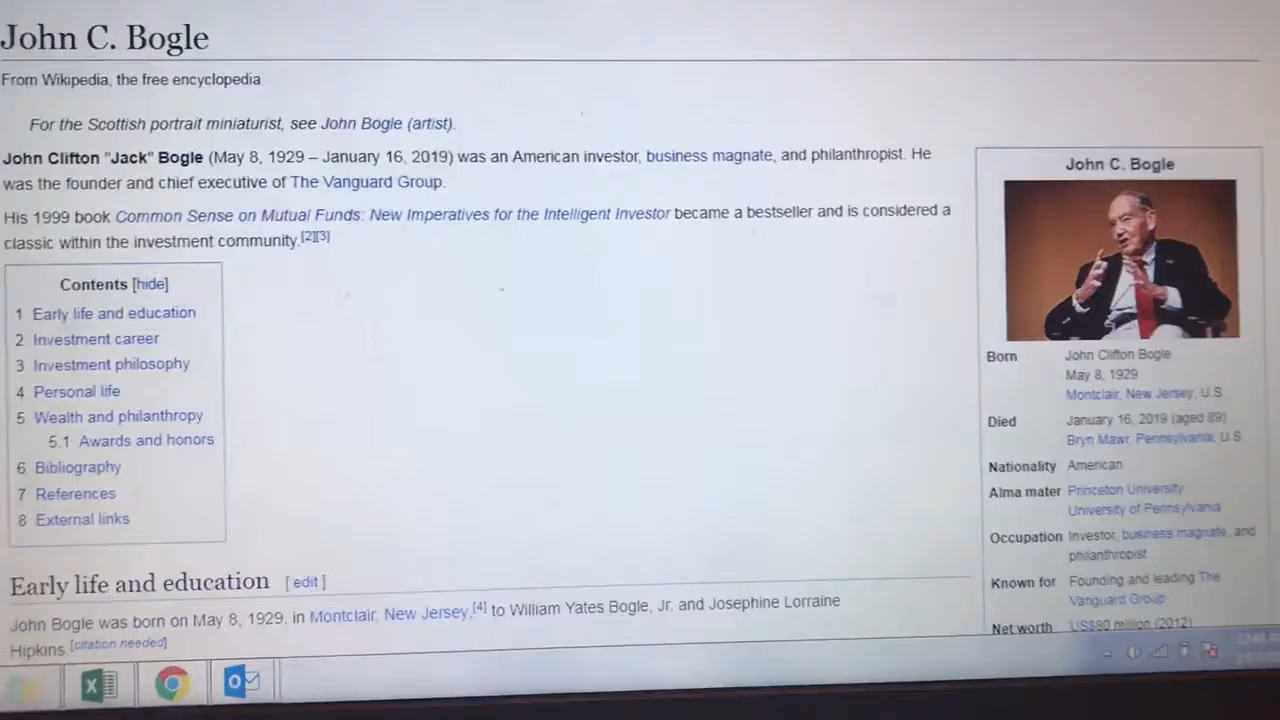 John C. Bogle
From Wikipedia, the free encyclopedia
For the Scottish portrait miniaturist, see John Bogle (artist).
John Clifton "Jack" Bogle (May 8, 1929 – January 16, 2019) was an American investor, business magnate, and philanthropist. He
was the founder and chief executive of The Vanguard Group.
His 1999 book Common Sense on Mutual Funds: New Imperatives for the Intelligent Investor became a bestseller and is considered a
classic within the investment community.[2][3]
Contents [hide]
1 Early life and education
2 Investment career
3 Investment philosophy
4 Personal life
5 Wealth and philanthropy
5.1 Awards and honors
6 Bibliography
7 References
8 External links
Early life and education [ edit ]
John Bogle was born on May 8, 1929, in Montclair, New Jersey,[4] to William Yates Bogle, Jr. and Josephine Lorraine
Hipkins.[citation needed]
John C. Bogle
Born John Clifton Bogle
May 8, 1929
Montclair, New Jersey, U.S.
Died January 16, 2019 (aged 89)
Bryn Mawr, Pennsylvania, U.S.
Nationality American
Alma mater Princeton University
University of Pennsylvania
Occupation Investor, business magnate, and
philanthropist
Known for Founding and leading The
Vanguard Group
Net worth US$80 million (2012)